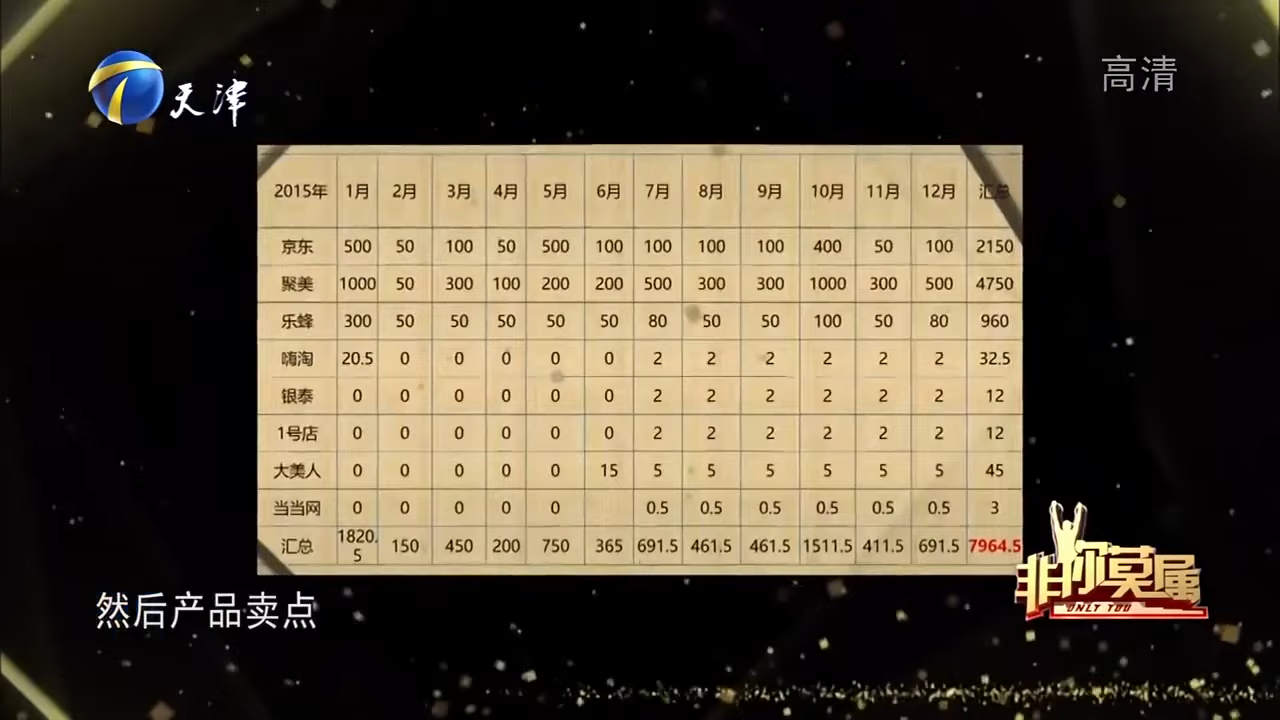 天津
高清
2015年 1月 2月 3月 4月 5月 6月 7月 8月 9月 10月 11月 12月 汇总
京东 500 50 100 50 500 100 100 100 100 400 50 100 2150
聚美 1000 50 300 100 200 200 500 300 300 1000 300 500 4750
乐蜂 300 50 50 50 50 50 80 50 50 100 50 80 960
嗨淘 20.5 0 0 0 0 0 2 2 2 2 2 2 32.5
银泰 0 0 0 0 0 0 2 2 2 2 2 2 12
1号店 0 0 0 0 0 0 2 2 2 2 2 2 12
大美人 0 0 0 0 0 15 5 5 5 5 5 5 45
当当网 0 0 0 0 0 0.5 0.5 0.5 0.5 0.5 0.5 3
汇总 1820.5 150 450 200 750 365 691.5 461.5 461.5 1511.5 411.5 691.5 7964.5
非你莫属
ONLY YOU
然后产品卖点